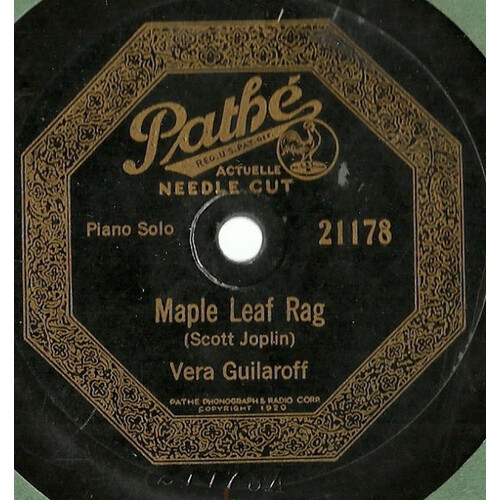 Pathé
REG. U.S. PAT. OFF.
ACTUELLE
NEEDLE CUT
Piano Solo
21178
Maple Leaf Rag
(Scott Joplin)
Vera Guilaroff
PATHE PHONOGRAPH & RADIO CORP.
COPYRIGHT 1920